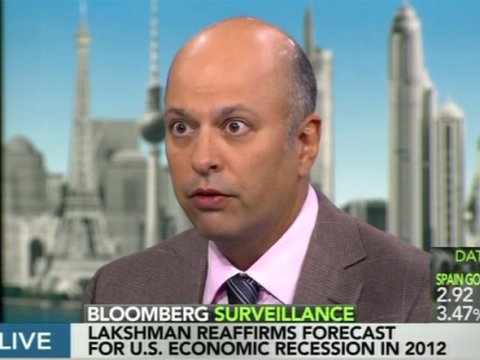 DAT
SPAIN GO
2.92
3.47%
BLOOMBERG SURVEILLANCE
LIVE
LAKSHMAN REAFFIRMS FORECAST
FOR U.S. ECONOMIC RECESSION IN 2012